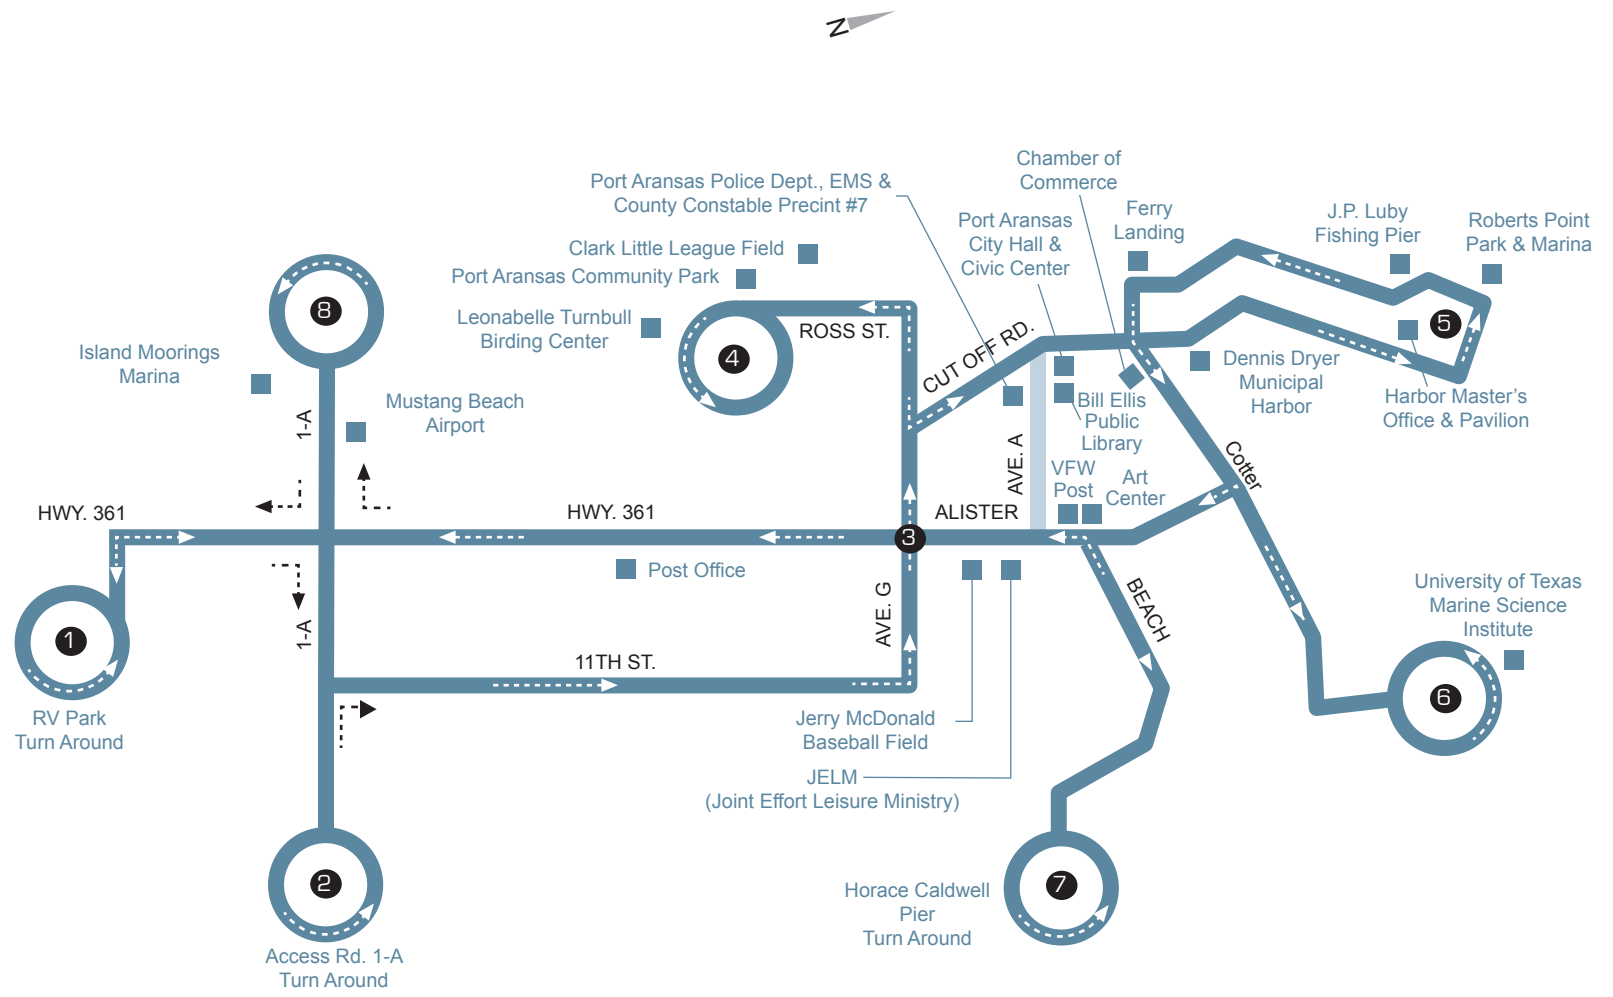 N
Chamber of
Commerce
Port Aransas Police Dept., EMS &
County Constable Precint #7
Port Aransas
City Hall &
Civic Center
Ferry
Landing
J.P. Luby
Fishing Pier
Roberts Point
Park & Marina
Clark Little League Field
Port Aransas Community Park
Leonabelle Turnbull
Birding Center
Island Moorings
Marina
8
4
ROSS ST.
CUT OFF RD.
5
Dennis Dryer
Municipal
Harbor
Harbor Master's
Office & Pavilion
Mustang Beach
Airport
1-A
Bill Ellis
Public
Library
AVE. A
VFW
Post
Art
Center
Cotter
HWY. 361
HWY. 361
ALISTER
3
Post Office
AVE. G
BEACH
University of Texas
Marine Science
Institute
1
1-A
11TH ST.
6
RV Park
Turn Around
Jerry McDonald
Baseball Field
JELM
(Joint Effort Leisure Ministry)
2
7
Horace Caldwell
Pier
Turn Around
Access Rd. 1-A
Turn Around